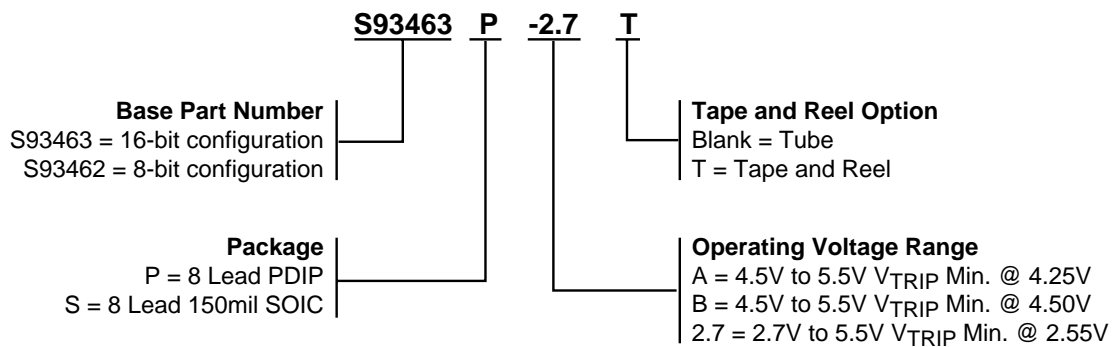 S93463 P -2.7 T
Base Part Number
S93463 = 16-bit configuration
S93462 = 8-bit configuration
Tape and Reel Option
Blank = Tube
T = Tape and Reel
Package
P = 8 Lead PDIP
S = 8 Lead 150mil SOIC
Operating Voltage Range
A = 4.5V to 5.5V VTRIP Min. @ 4.25V
B = 4.5V to 5.5V VTRIP Min. @ 4.50V
2.7 = 2.7V to 5.5V VTRIP Min. @ 2.55V